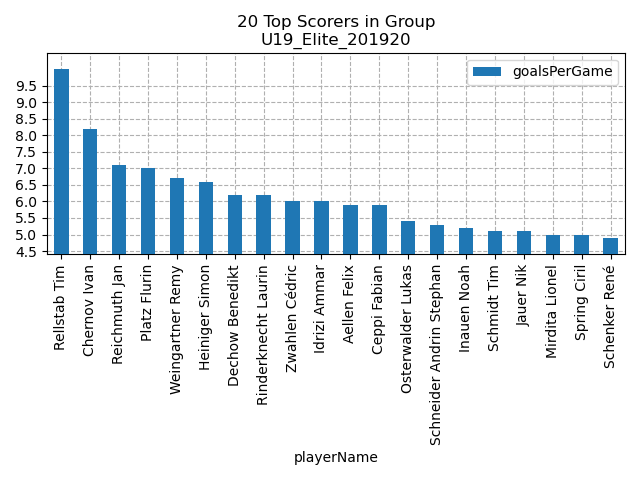 20 Top Scorers in Group
U19_Elite_201920
goalsPerGame
9.5
9.0
8.5
8.0
7.5
7.0
6.5
6.0
5.5
5.0
4.5
Rellstab Tim
Chernov Ivan
Reichmuth Jan
Platz Flurin
Weingartner Remy
Heiniger Simon
Dechow Benedikt
Rinderknecht Laurin
Zwahlen Cédric
Idrizi Ammar
Aellen Felix
Ceppi Fabian
Osterwalder Lukas
Schneider Andrin Stephan
Inauen Noah
Schmidt Tim
Jauer Nik
Mirdita Lionel
Spring Ciril
Schenker René
playerName